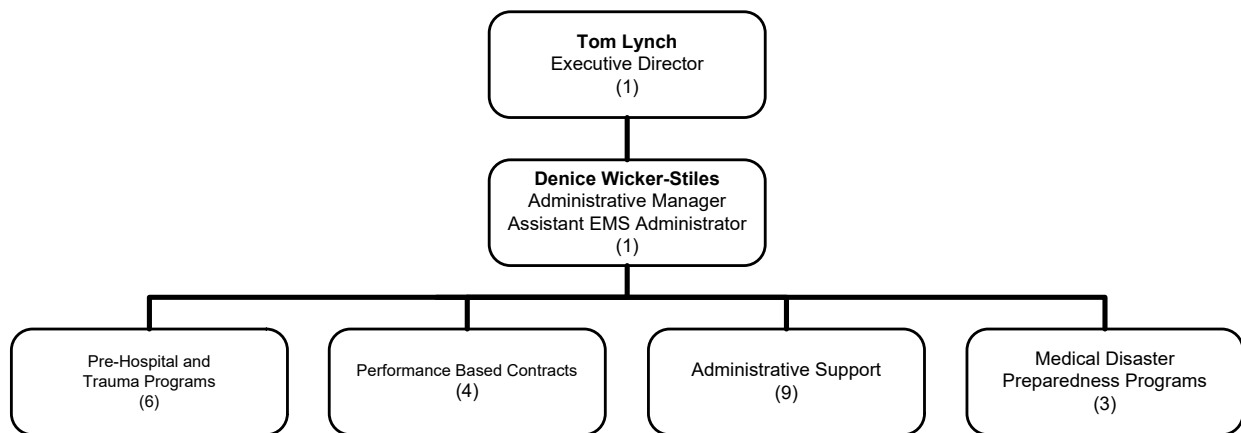 Tom Lynch
Executive Director
(1)
Denice Wicker-Stiles
Administrative Manager
Assistant EMS Administrator
(1)
Pre-Hospital and
Trauma Programs
(6)
Performance Based Contracts
(4)
Administrative Support
(9)
Medical Disaster
Preparedness Programs
(3)